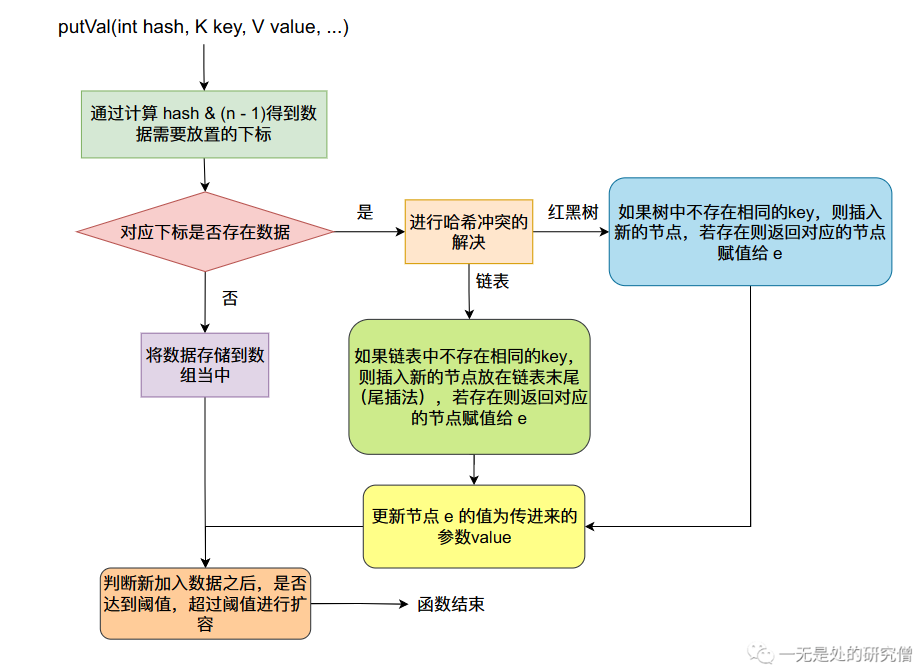 putVal(int hash, K key, V value, ...)
通过计算 hash & (n - 1)得到数
据需要放置的下标
对应下标是否存在数据
是
进行哈希冲突的
解决
红黑树
如果树中不存在相同的key，则插入
新的节点，若存在则返回对应的节点
赋值给 e
否
链表
将数据存储到数
组当中
如果链表中不存在相同的key，
则插入新的节点放在链表末尾
（尾插法），若存在则返回对应
的节点赋值给 e
更新节点 e 的值为传进来的
参数value
判断新加入数据之后，是否
达到阈值，超过阈值进行扩
容
函数结束
一无是处的研究僧